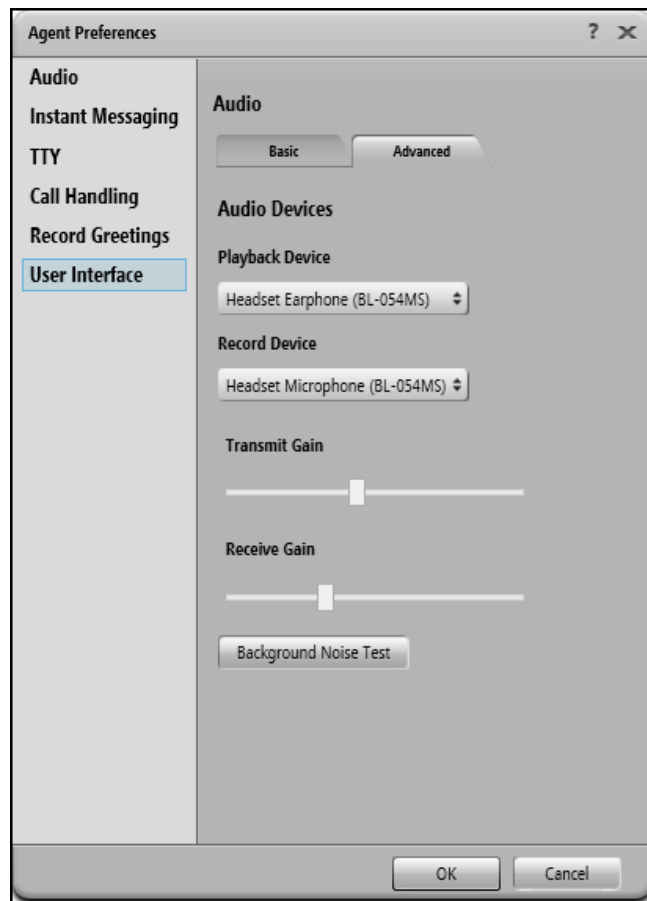 Agent Preferences
?
Audio
Instant Messaging
TTY
Call Handling
Record Greetings
User Interface
Audio
Basic
Advanced
Audio Devices
Playback Device
Headset Earphone (BL-054MS)
Record Device
Headset Microphone (BL-054MS)
Transmit Gain
Receive Gain
Background Noise Test
OK
Cancel